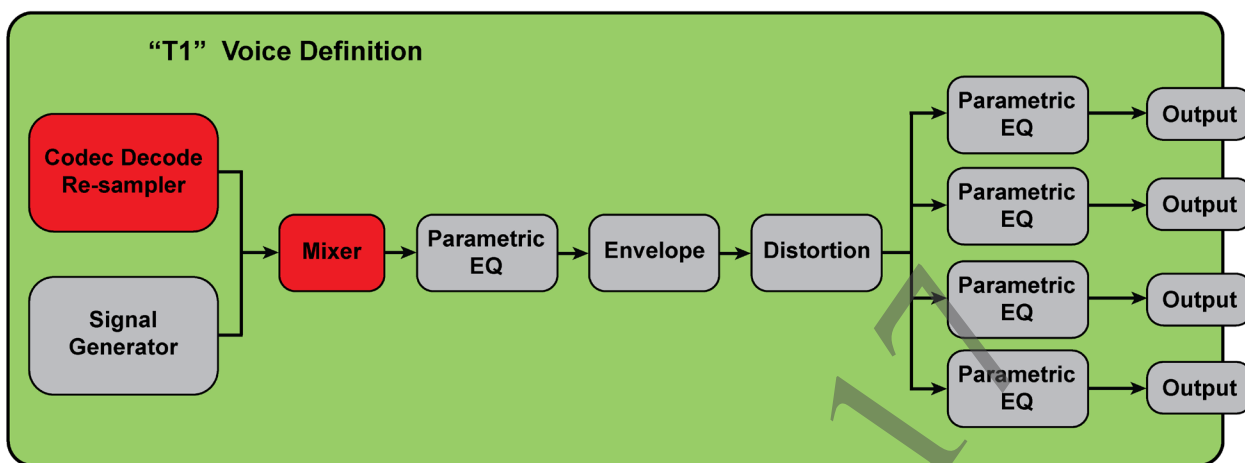 “T1” Voice Definition
Codec Decode
Re-sampler
Signal
Generator
Mixer
Parametric
EQ
Envelope
Distortion
Parametric
EQ
Output
Parametric
EQ
Output
Parametric
EQ
Output
Parametric
EQ
Output
17